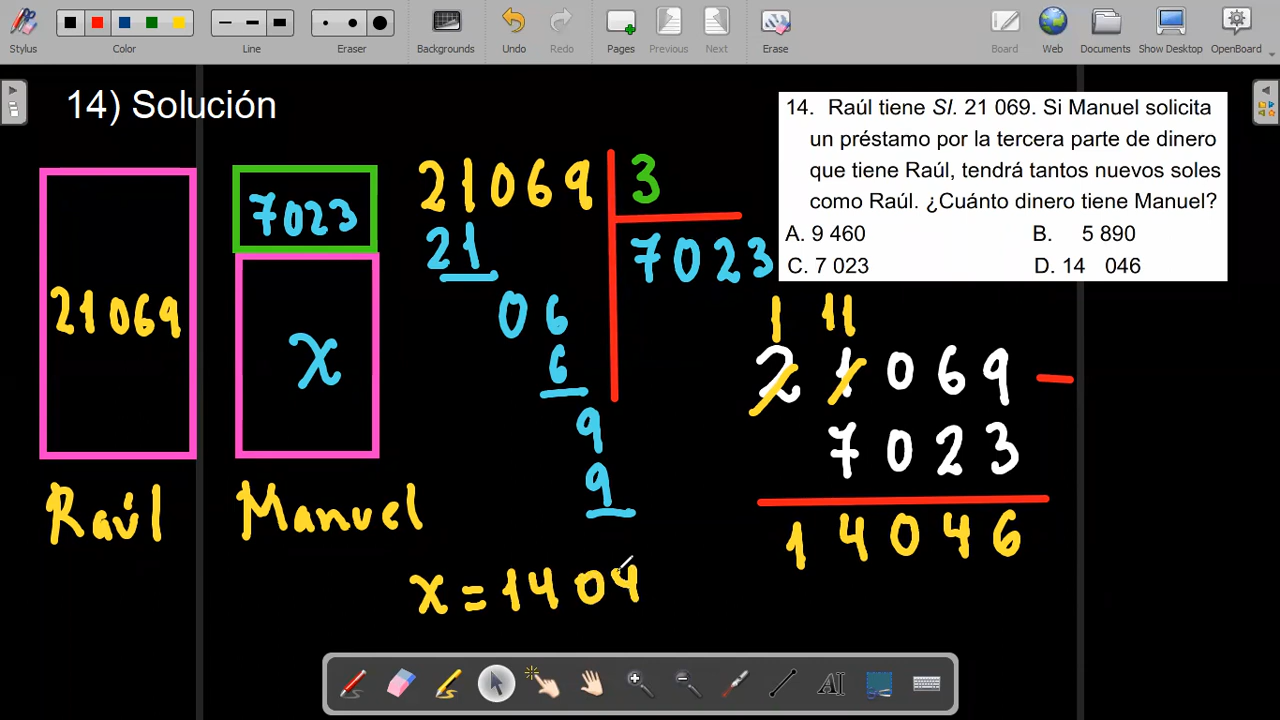 Stylus
Color
Line
Eraser
Backgrounds
Undo
Redo
Pages
Previous
Next
Erase
Board
Web
Documents
Show Desktop
OpenBoard
14) Solución
14. Raúl tiene S/. 21 069. Si Manuel solicita
un préstamo por la tercera parte de dinero
que tiene Raúl, tendrá tantos nuevos soles
como Raúl. ¿Cuánto dinero tiene Manuel?
A. 9 460 B. 5 890
C. 7 023 D. 14 046
21069
Raúl
7023
x
Manuel
21069 3
21 7023
06
6
9
9
1 11
21069 -
7023
14046
x = 1404
AI